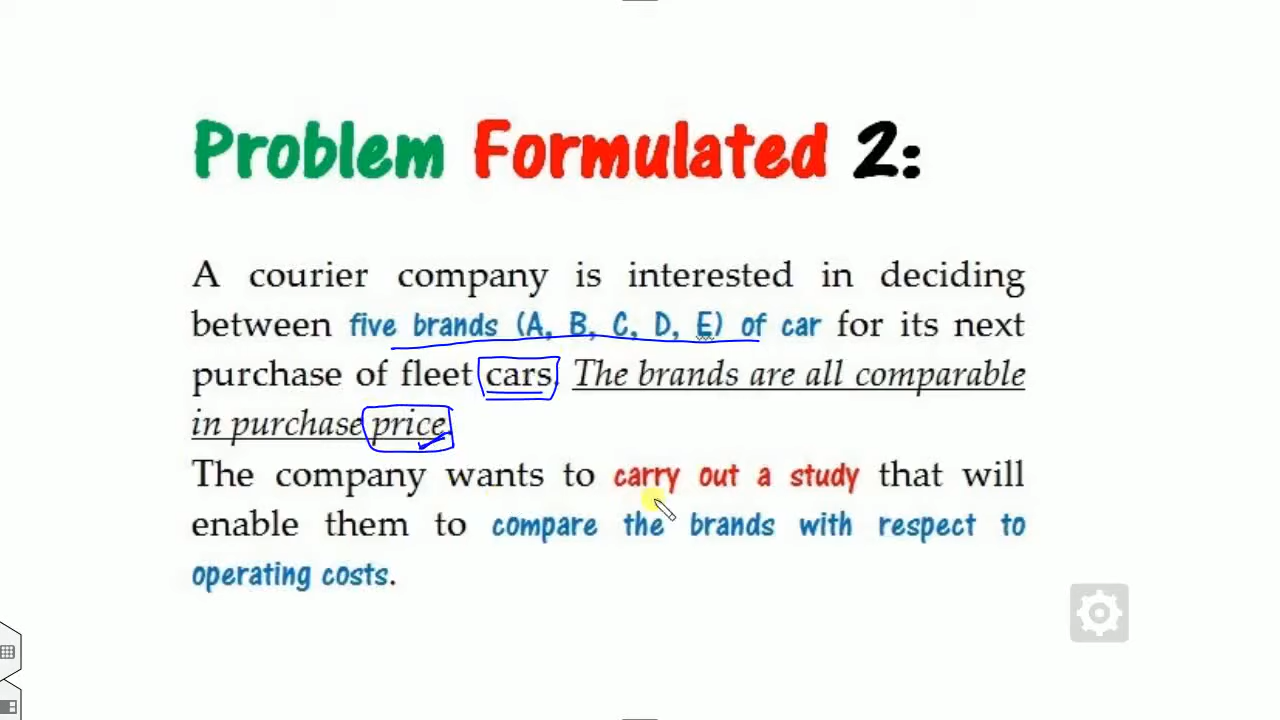 Problem Formulated 2:
A courier company is interested in deciding
between five brands (A, B, C, D, E) of car for its next
purchase of fleet cars. The brands are all comparable
in purchase price.
The company wants to carry out a study that will
enable them to compare the brands with respect to
operating costs.